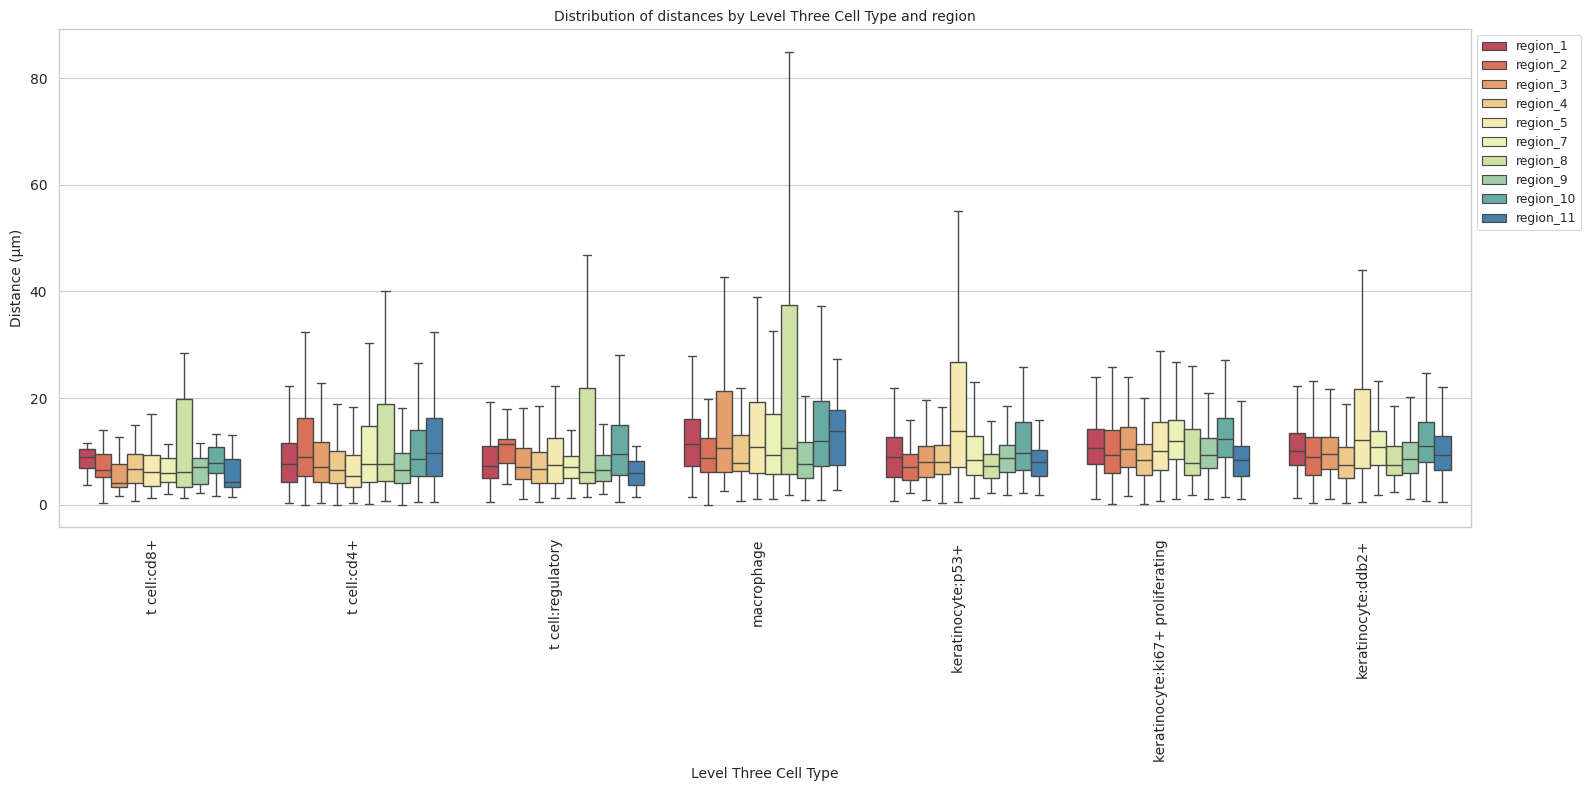 Distribution of distances by Level Three Cell Type and region
Distance (μm)
80
60
40
20
0
t cell:cd8+
t cell:cd4+
t cell:regulatory
macrophage
keratinocyte:p53+
keratinocyte:ki67+ proliferating
keratinocyte:ddb2+
Level Three Cell Type
region_1
region_2
region_3
region_4
region_5
region_7
region_8
region_9
region_10
region_11